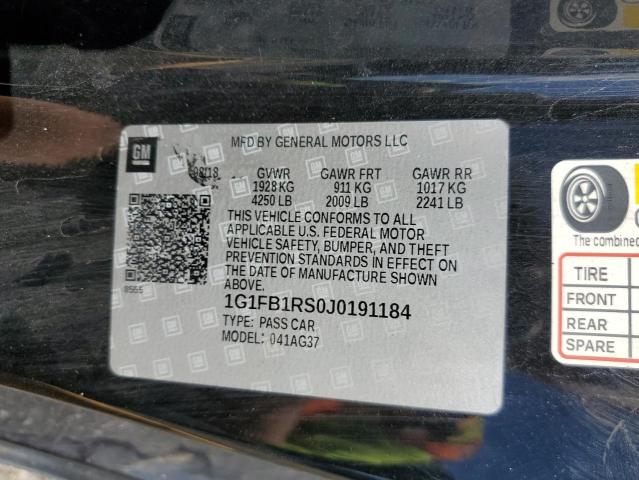 GM
MFD BY GENERAL MOTORS LLC
08/18
GVWR GAWR FRT GAWR RR
1928 KG 911 KG 1017 KG
4250 LB 2009 LB 2241 LB
THIS VEHICLE CONFORMS TO ALL
APPLICABLE U.S. FEDERAL MOTOR
VEHICLE SAFETY, BUMPER, AND THEFT
PREVENTION STANDARDS IN EFFECT ON
THE DATE OF MANUFACTURE SHOWN
ABOVE.
1G1FB1RS0J0191184
TYPE: PASS CAR
MODEL: 041AG37
The combined
TIRE
FRONT
REAR
SPARE